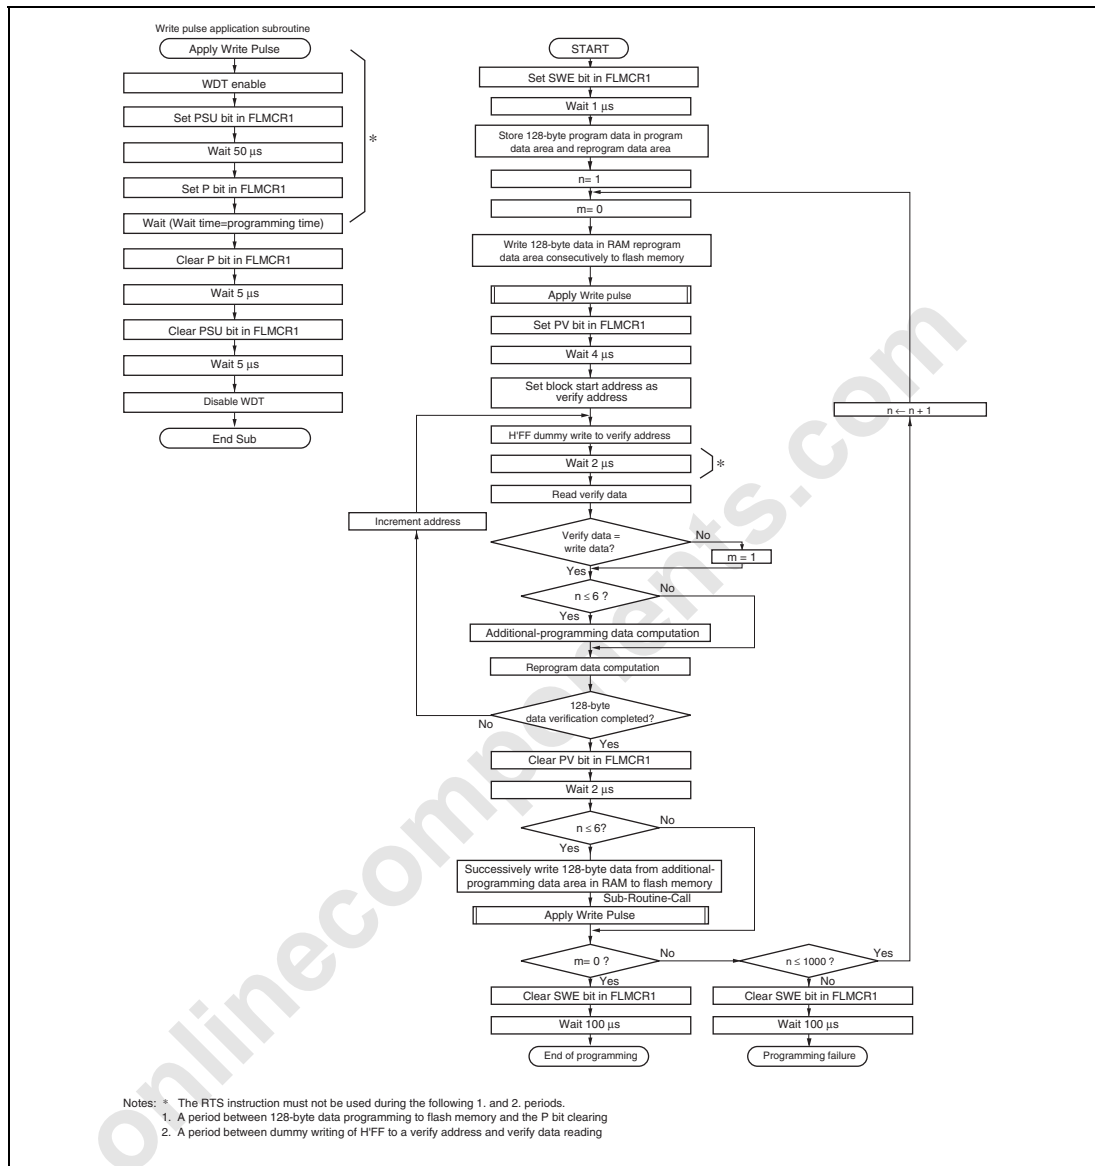 Write pulse application subroutine
Apply Write Pulse
WDT enable
Set PSU bit in FLMCR1
Wait 50 μs
Set P bit in FLMCR1
Wait (Wait time=programming time)
*
Clear P bit in FLMCR1
Wait 5 μs
Clear PSU bit in FLMCR1
Wait 5 μs
Disable WDT
End Sub
START
Set SWE bit in FLMCR1
Wait 1 μs
Store 128-byte program data in program
data area and reprogram data area
n= 1
m= 0
Write 128-byte data in RAM reprogram
data area consecutively to flash memory
Apply Write pulse
Set PV bit in FLMCR1
Wait 4 μs
Set block start address as
verify address
n ← n + 1
H'FF dummy write to verify address
Wait 2 μs
*
Read verify data
Increment address
Verify data =
write data?
No
m = 1
Yes
n ≤ 6 ?
No
Yes
Additional-programming data computation
Reprogram data computation
128-byte
data verification completed?
No
Yes
Clear PV bit in FLMCR1
Wait 2 μs
n ≤ 6?
No
Yes
Successively write 128-byte data from additional-
programming data area in RAM to flash memory
Sub-Routine-Call
Apply Write Pulse
m= 0 ?
No
n ≤ 1000 ?
Yes
Yes
No
Clear SWE bit in FLMCR1
Clear SWE bit in FLMCR1
Wait 100 μs
Wait 100 μs
End of programming
Programming failure
Notes: * The RTS instruction must not be used during the following 1. and 2. periods.
1. A period between 128-byte data programming to flash memory and the P bit clearing
2. A period between dummy writing of H'FF to a verify address and verify data reading
onlinecomponents.com